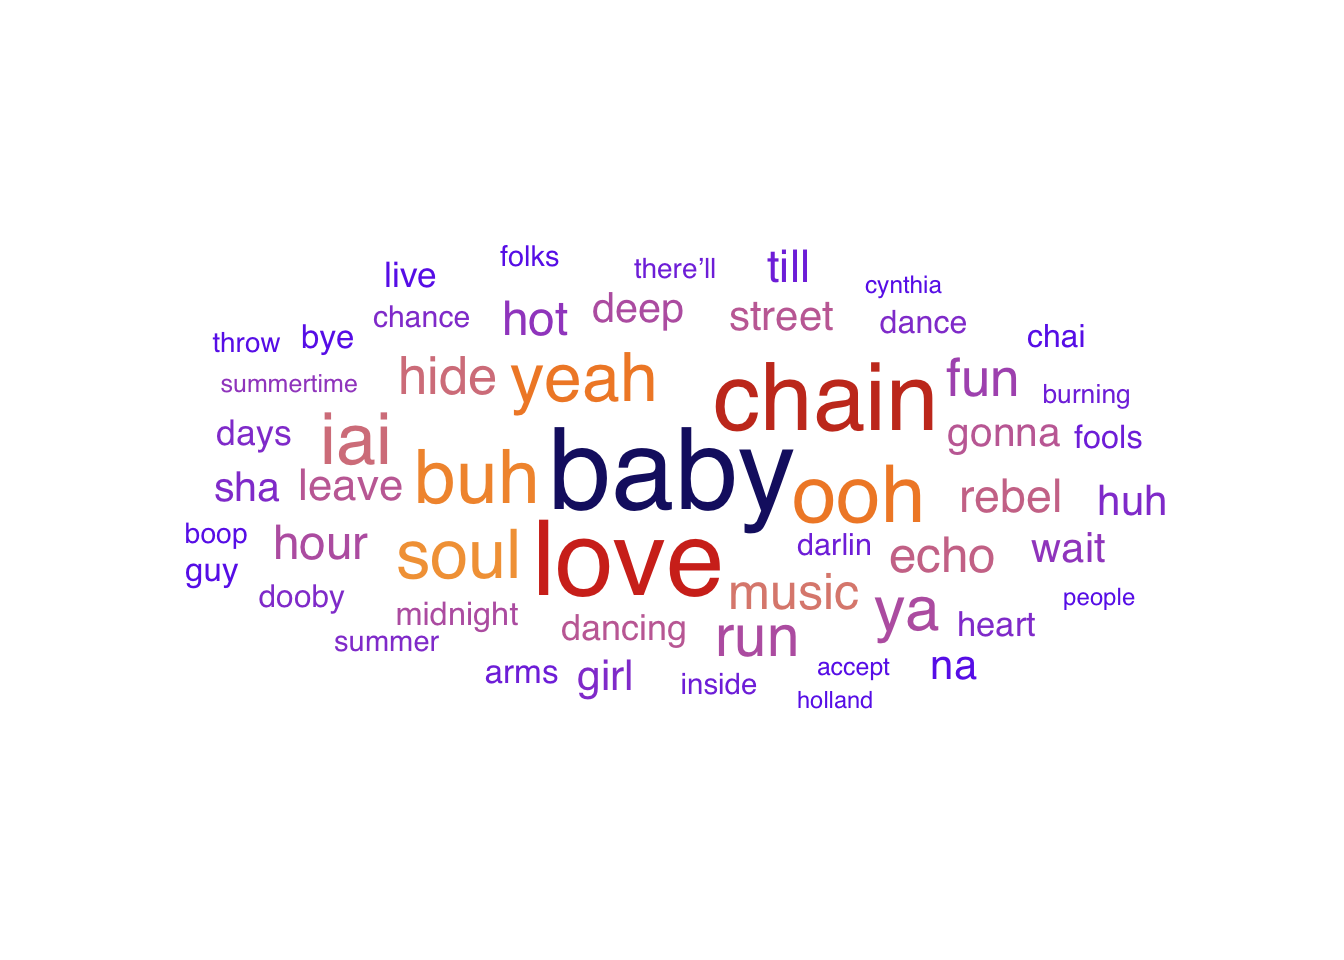 folks
there’ll
till
live
cynthia
chance
hot
deep
street
dance
throw
bye
chai
summertime
hide
yeah
chain
fun
burning
days
iai
gonna
fools
sha
leave
buh
baby
ooh
rebel
huh
boop
hour
soul
love
darlin
echo
wait
guy
dooby
midnight
music
ya
people
summer
dancing
run
heart
arms
girl
inside
accept
na
holland